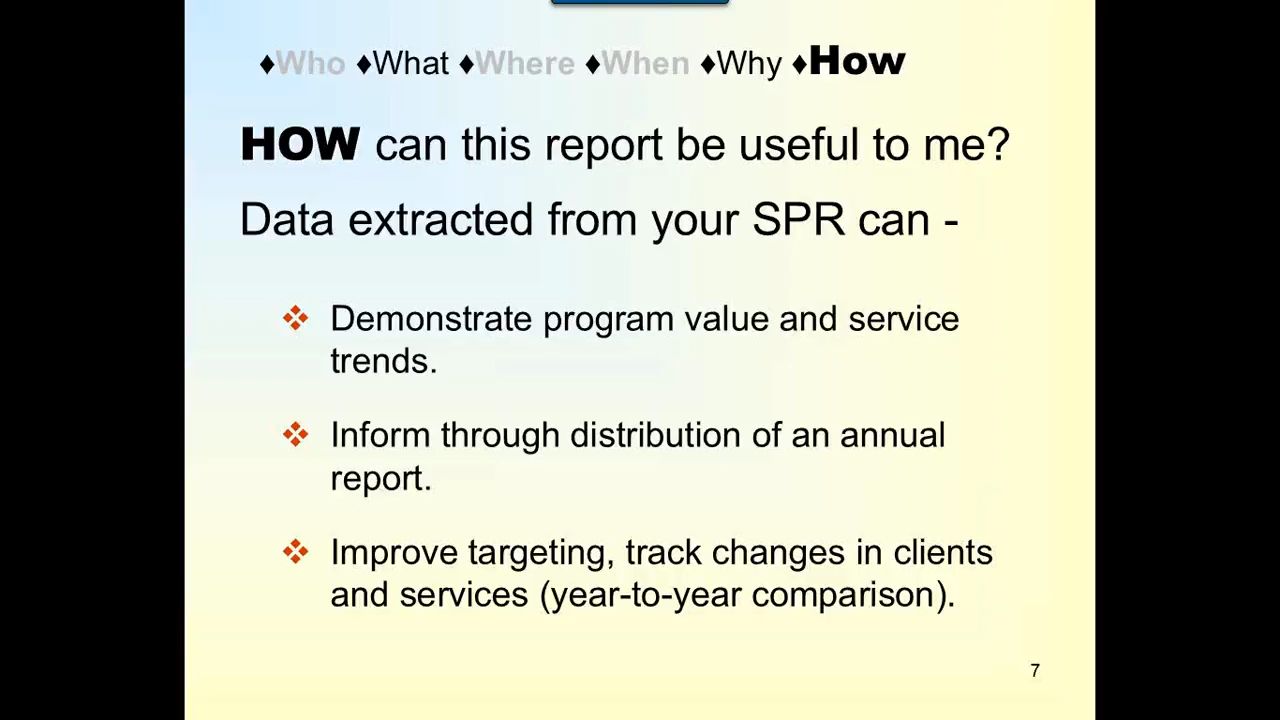 ♦Who ♦What ♦Where ♦When ♦Why ♦How
HOW can this report be useful to me?
Data extracted from your SPR can -
❖ Demonstrate program value and service
trends.
❖ Inform through distribution of an annual
report.
❖ Improve targeting, track changes in clients
and services (year-to-year comparison).
7